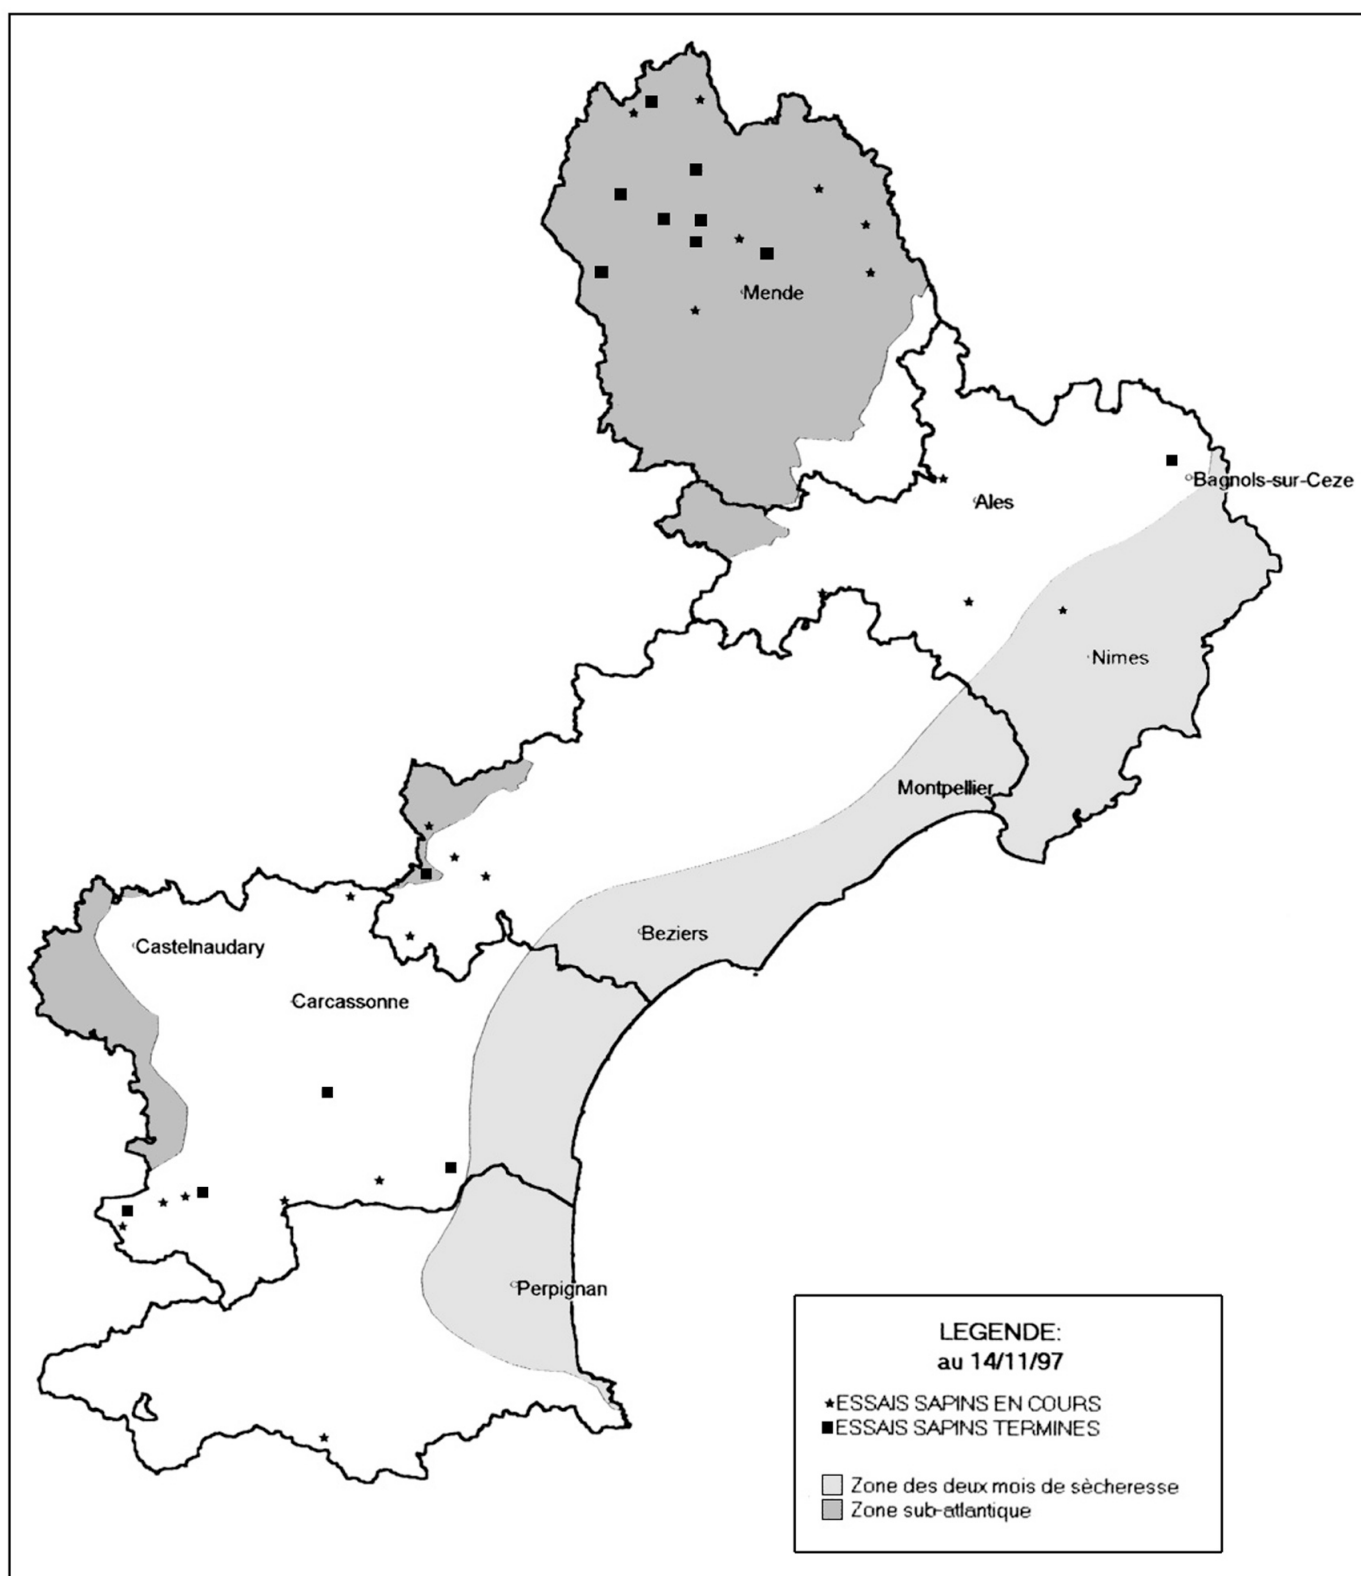 Mende
Bagnols-sur-Ceze
Ales
Nimes
Montpellier
Beziers
Castelnaudary
Carcassonne
Perpignan
LEGENDE:
au 14/11/97
ESSAIS SAPINS EN COURS
ESSAIS SAPINS TERMINES
Zone des deux mois de sècheresse
Zone sub-atlantique